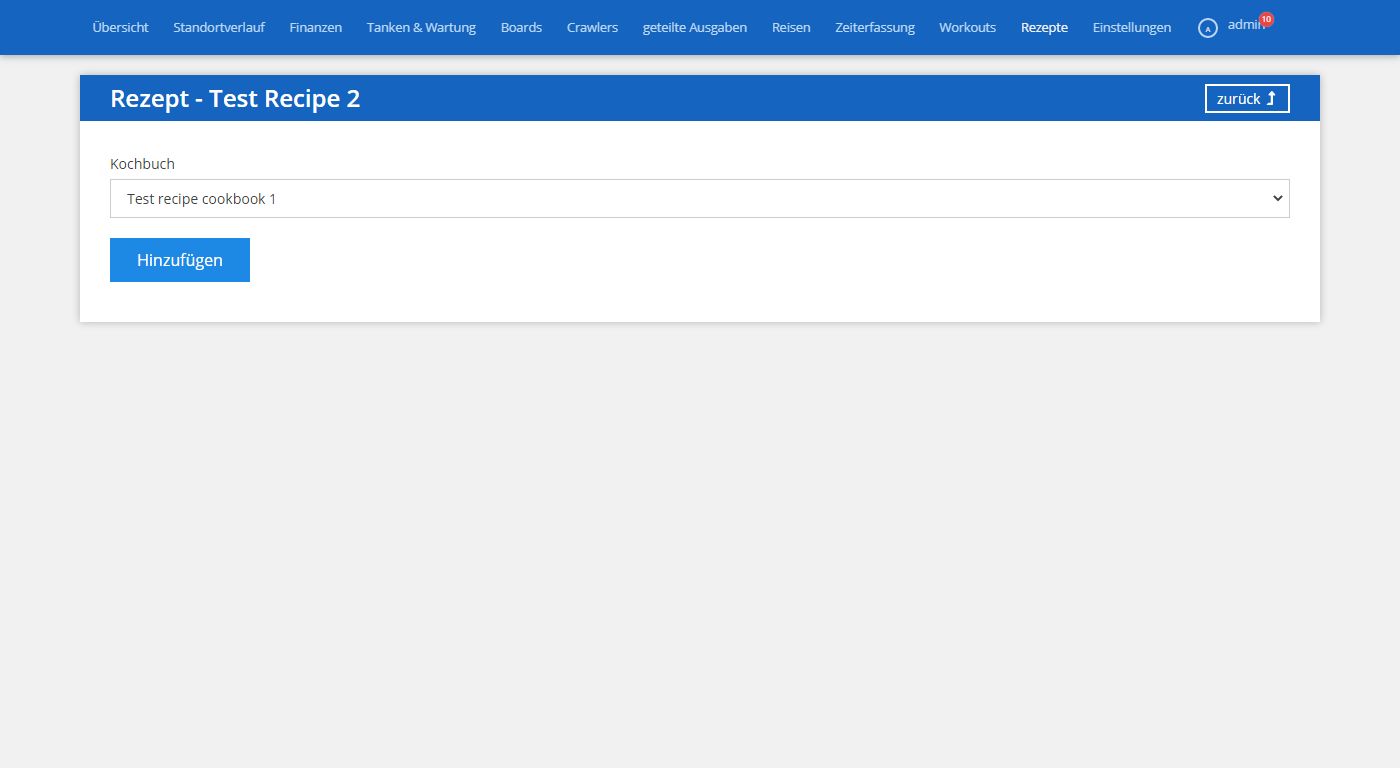 Übersicht Standortverlauf Finanzen Tanken & Wartung Boards Crawlers geteilte Ausgaben Reisen Zeiterfassung Workouts Rezepte Einstellungen A admin 10
Rezept - Test Recipe 2 zurück
Kochbuch
Test recipe cookbook 1
Hinzufügen